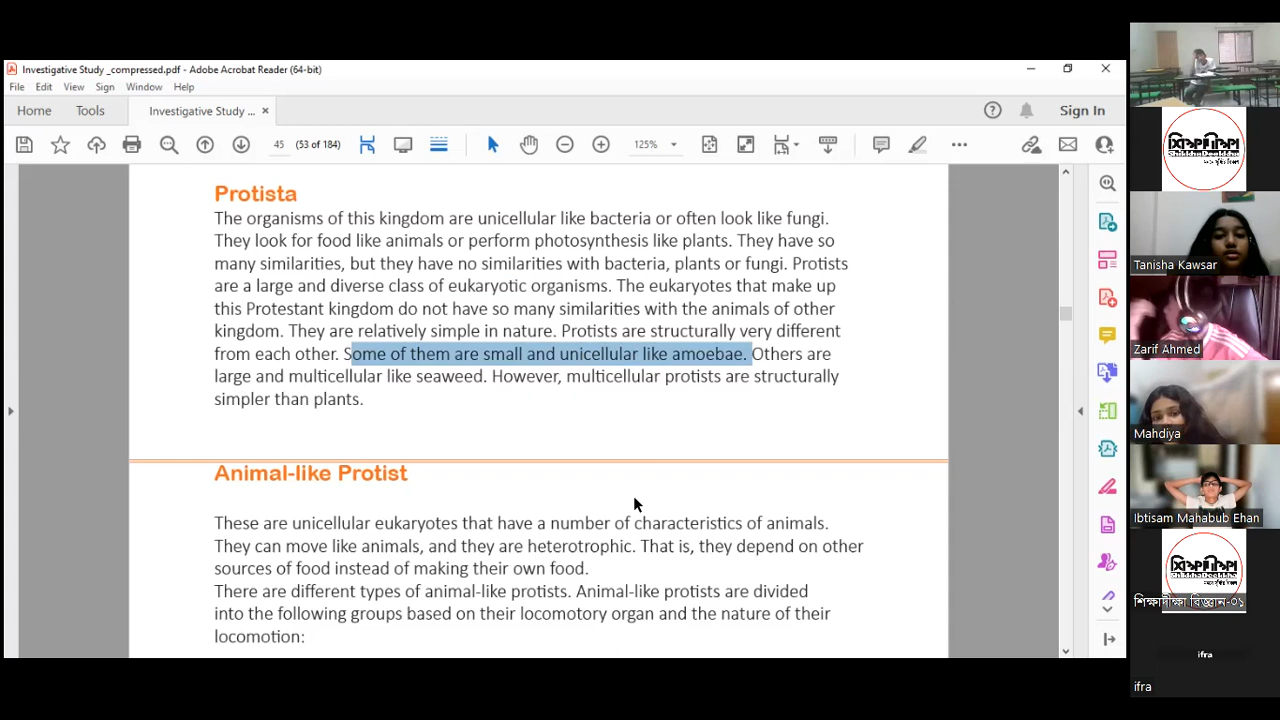 Investigative Study _compressed.pdf - Adobe Acrobat Reader (64-bit)
File Edit View Sign Window Help
Home Tools Investigative Study ... × Sign In
45 (53 of 184) 125%
Protista
The organisms of this kingdom are unicellular like bacteria or often look like fungi.
They look for food like animals or perform photosynthesis like plants. They have so
many similarities, but they have no similarities with bacteria, plants or fungi. Protists
are a large and diverse class of eukaryotic organisms. The eukaryotes that make up
this Protestant kingdom do not have so many similarities with the animals of other
kingdom. They are relatively simple in nature. Protists are structurally very different
from each other. Some of them are small and unicellular like amoebae. Others are
large and multicellular like seaweed. However, multicellular protists are structurally
simpler than plants.
Animal-like Protist
These are unicellular eukaryotes that have a number of characteristics of animals.
They can move like animals, and they are heterotrophic. That is, they depend on other
sources of food instead of making their own food.
There are different types of animal-like protists. Animal-like protists are divided
into the following groups based on their locomotory organ and the nature of their
locomotion:
Tanisha Kawsar
Zarif Ahmed
Mahdiya
Ibtisam Mahabub Ehan
শিক্ষাদীক্ষা বিজ্ঞান-০১
ifra
ifra